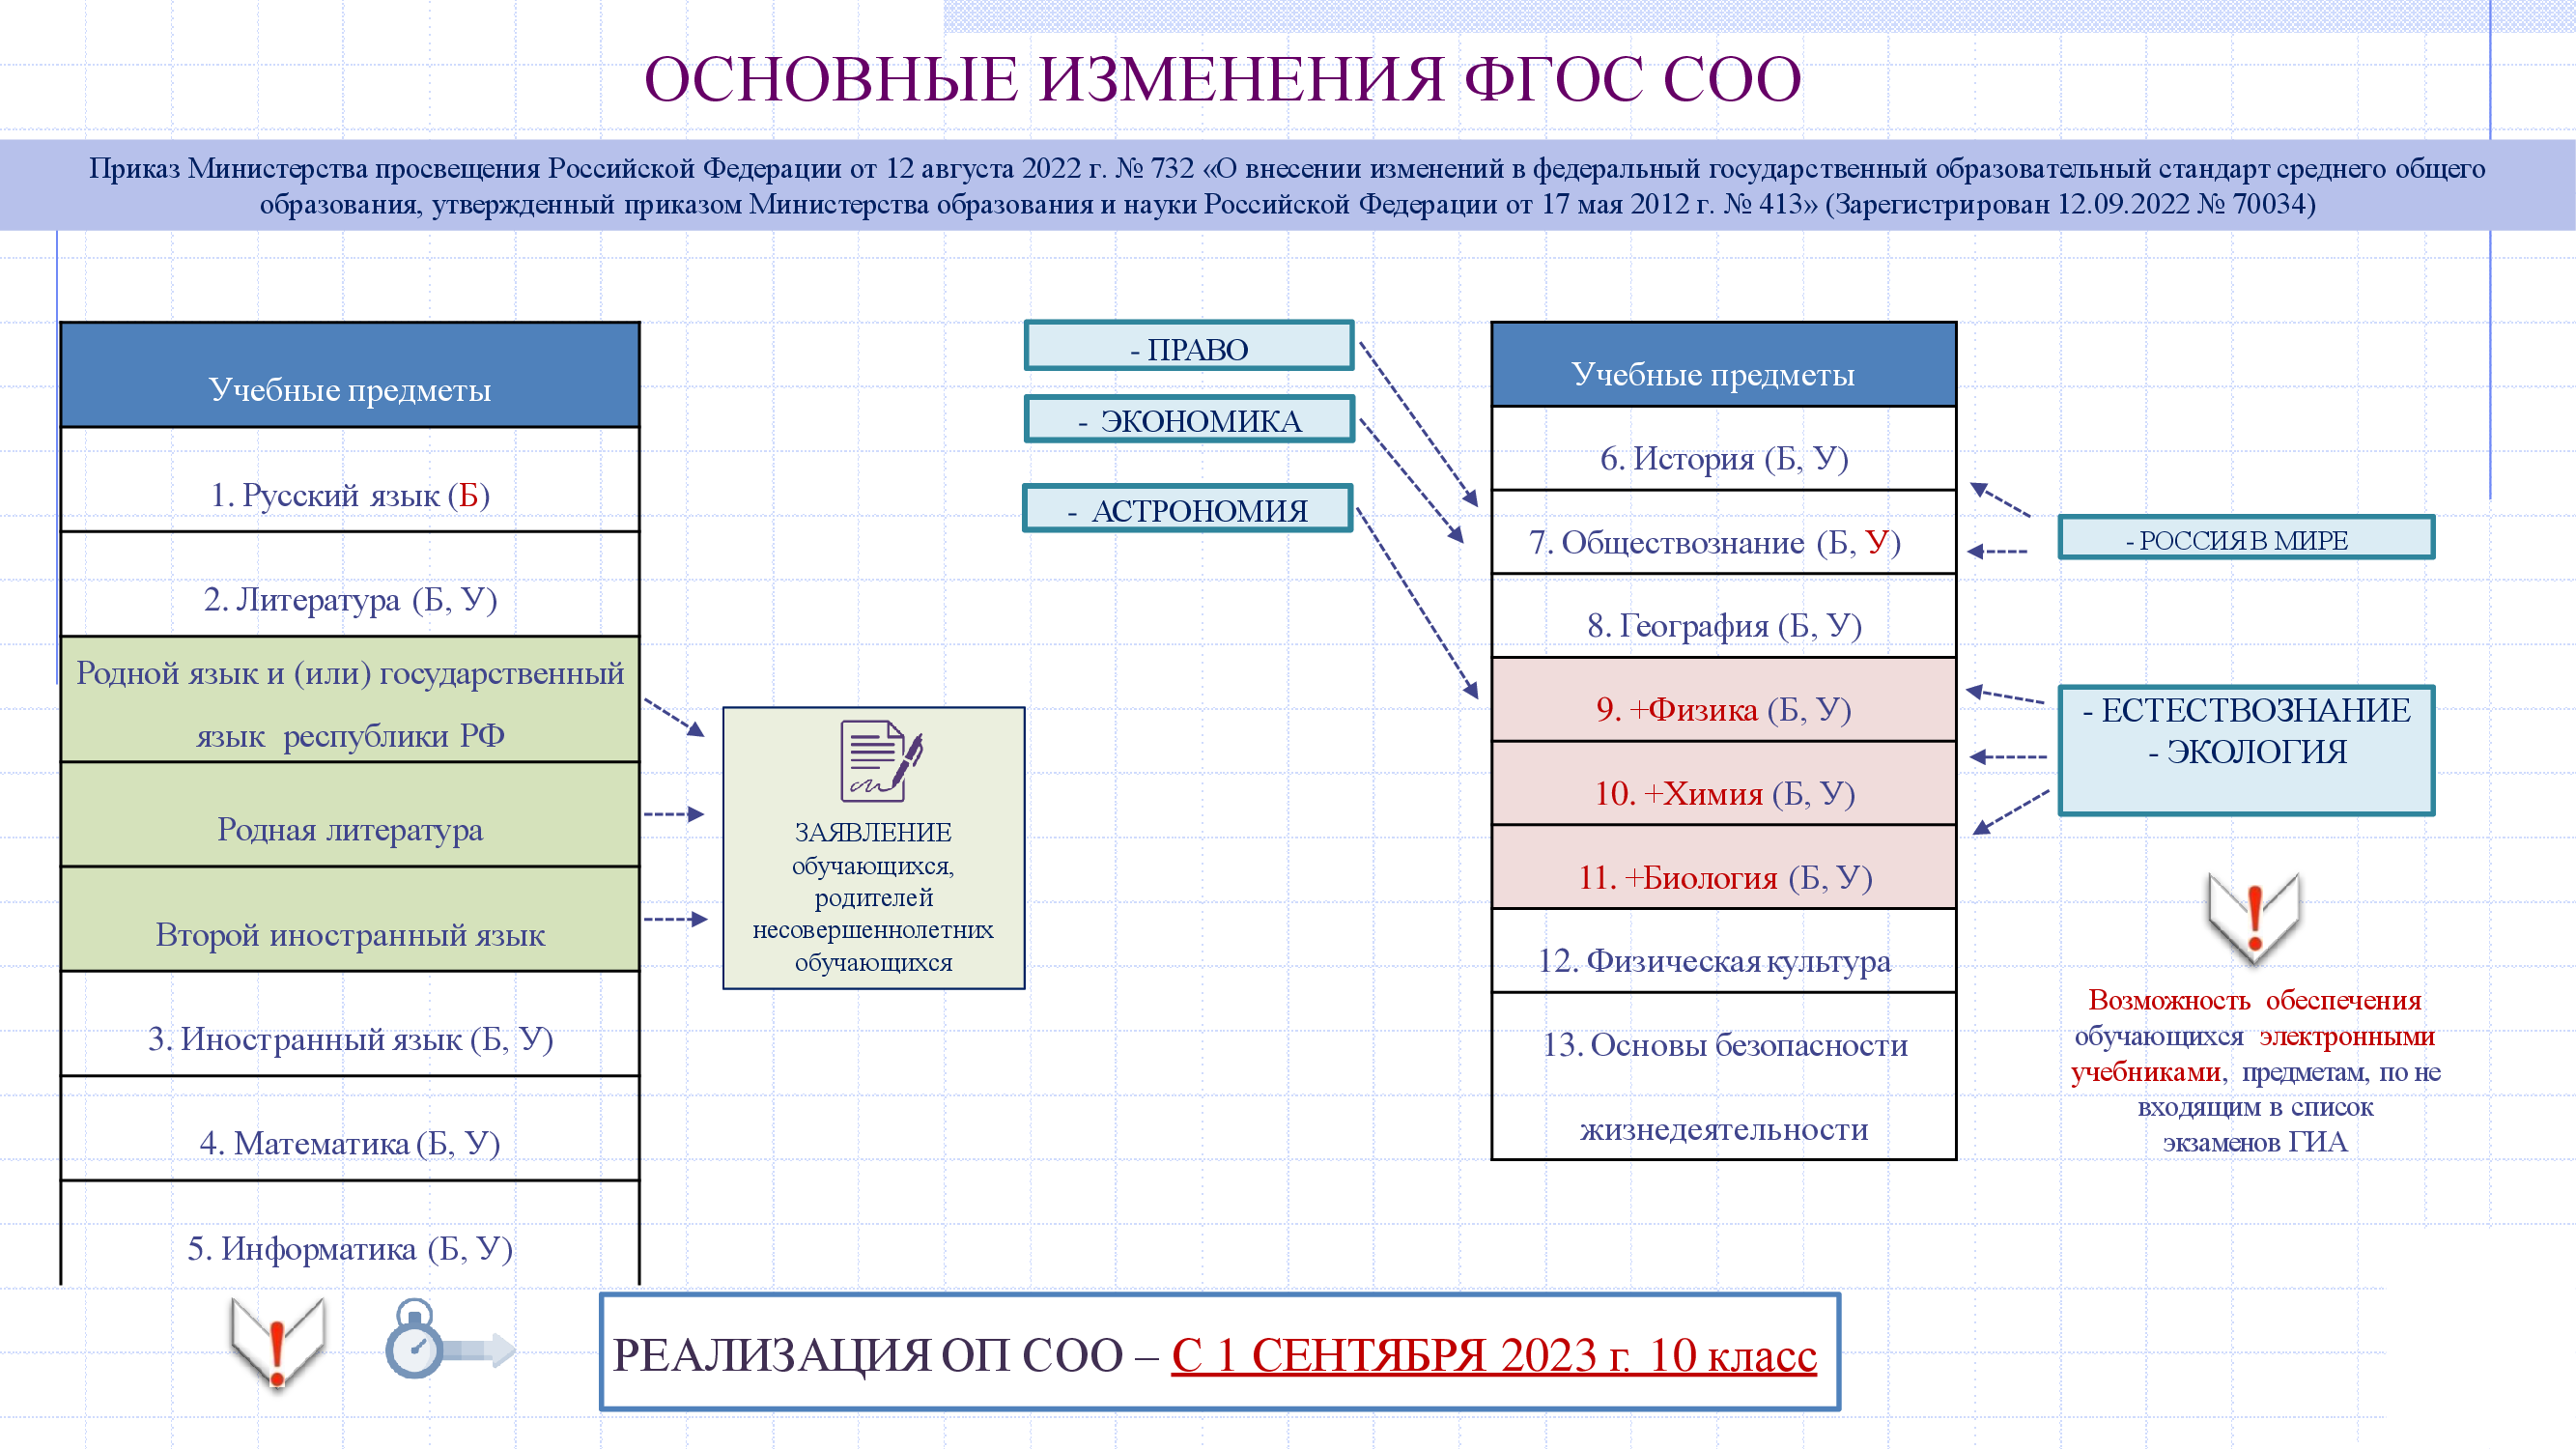 ОСНОВНЫЕ ИЗМЕНЕНИЯ ФГОС СОО
Приказ Министерства просвещения Российской Федерации от 12 августа 2022 г. № 732 «О внесении изменений в федеральный государственный образовательный стандарт среднего общего
образования, утвержденный приказом Министерства образования и науки Российской Федерации от 17 мая 2012 г. № 413» (Зарегистрирован 12.09.2022 № 70034)
Учебные предметы
1. Русский язык (Б)
2. Литература (Б, У)
Родной язык и (или) государственный
язык республики РФ
Родная литература
Второй иностранный язык
3. Иностранный язык (Б, У)
4. Математика (Б, У)
5. Информатика (Б, У)
ЗАЯВЛЕНИЕ
обучающихся,
родителей
несовершеннолетних
обучающихся
- ПРАВО
- ЭКОНОМИКА
- АСТРОНОМИЯ
Учебные предметы
6. История (Б, У)
7. Обществознание (Б, У)
8. География (Б, У)
9. +Физика (Б, У)
10. +Химия (Б, У)
11. +Биология (Б, У)
12. Физическая культура
13. Основы безопасности
жизнедеятельности
- РОССИЯ В МИРЕ
- ЕСТЕСТВОЗНАНИЕ
- ЭКОЛОГИЯ
Возможность обеспечения
обучающихся электронными
учебниками, предметам, по не
входящим в список
экзаменов ГИА
РЕАЛИЗАЦИЯ ОП СОО – С 1 СЕНТЯБРЯ 2023 г. 10 класс